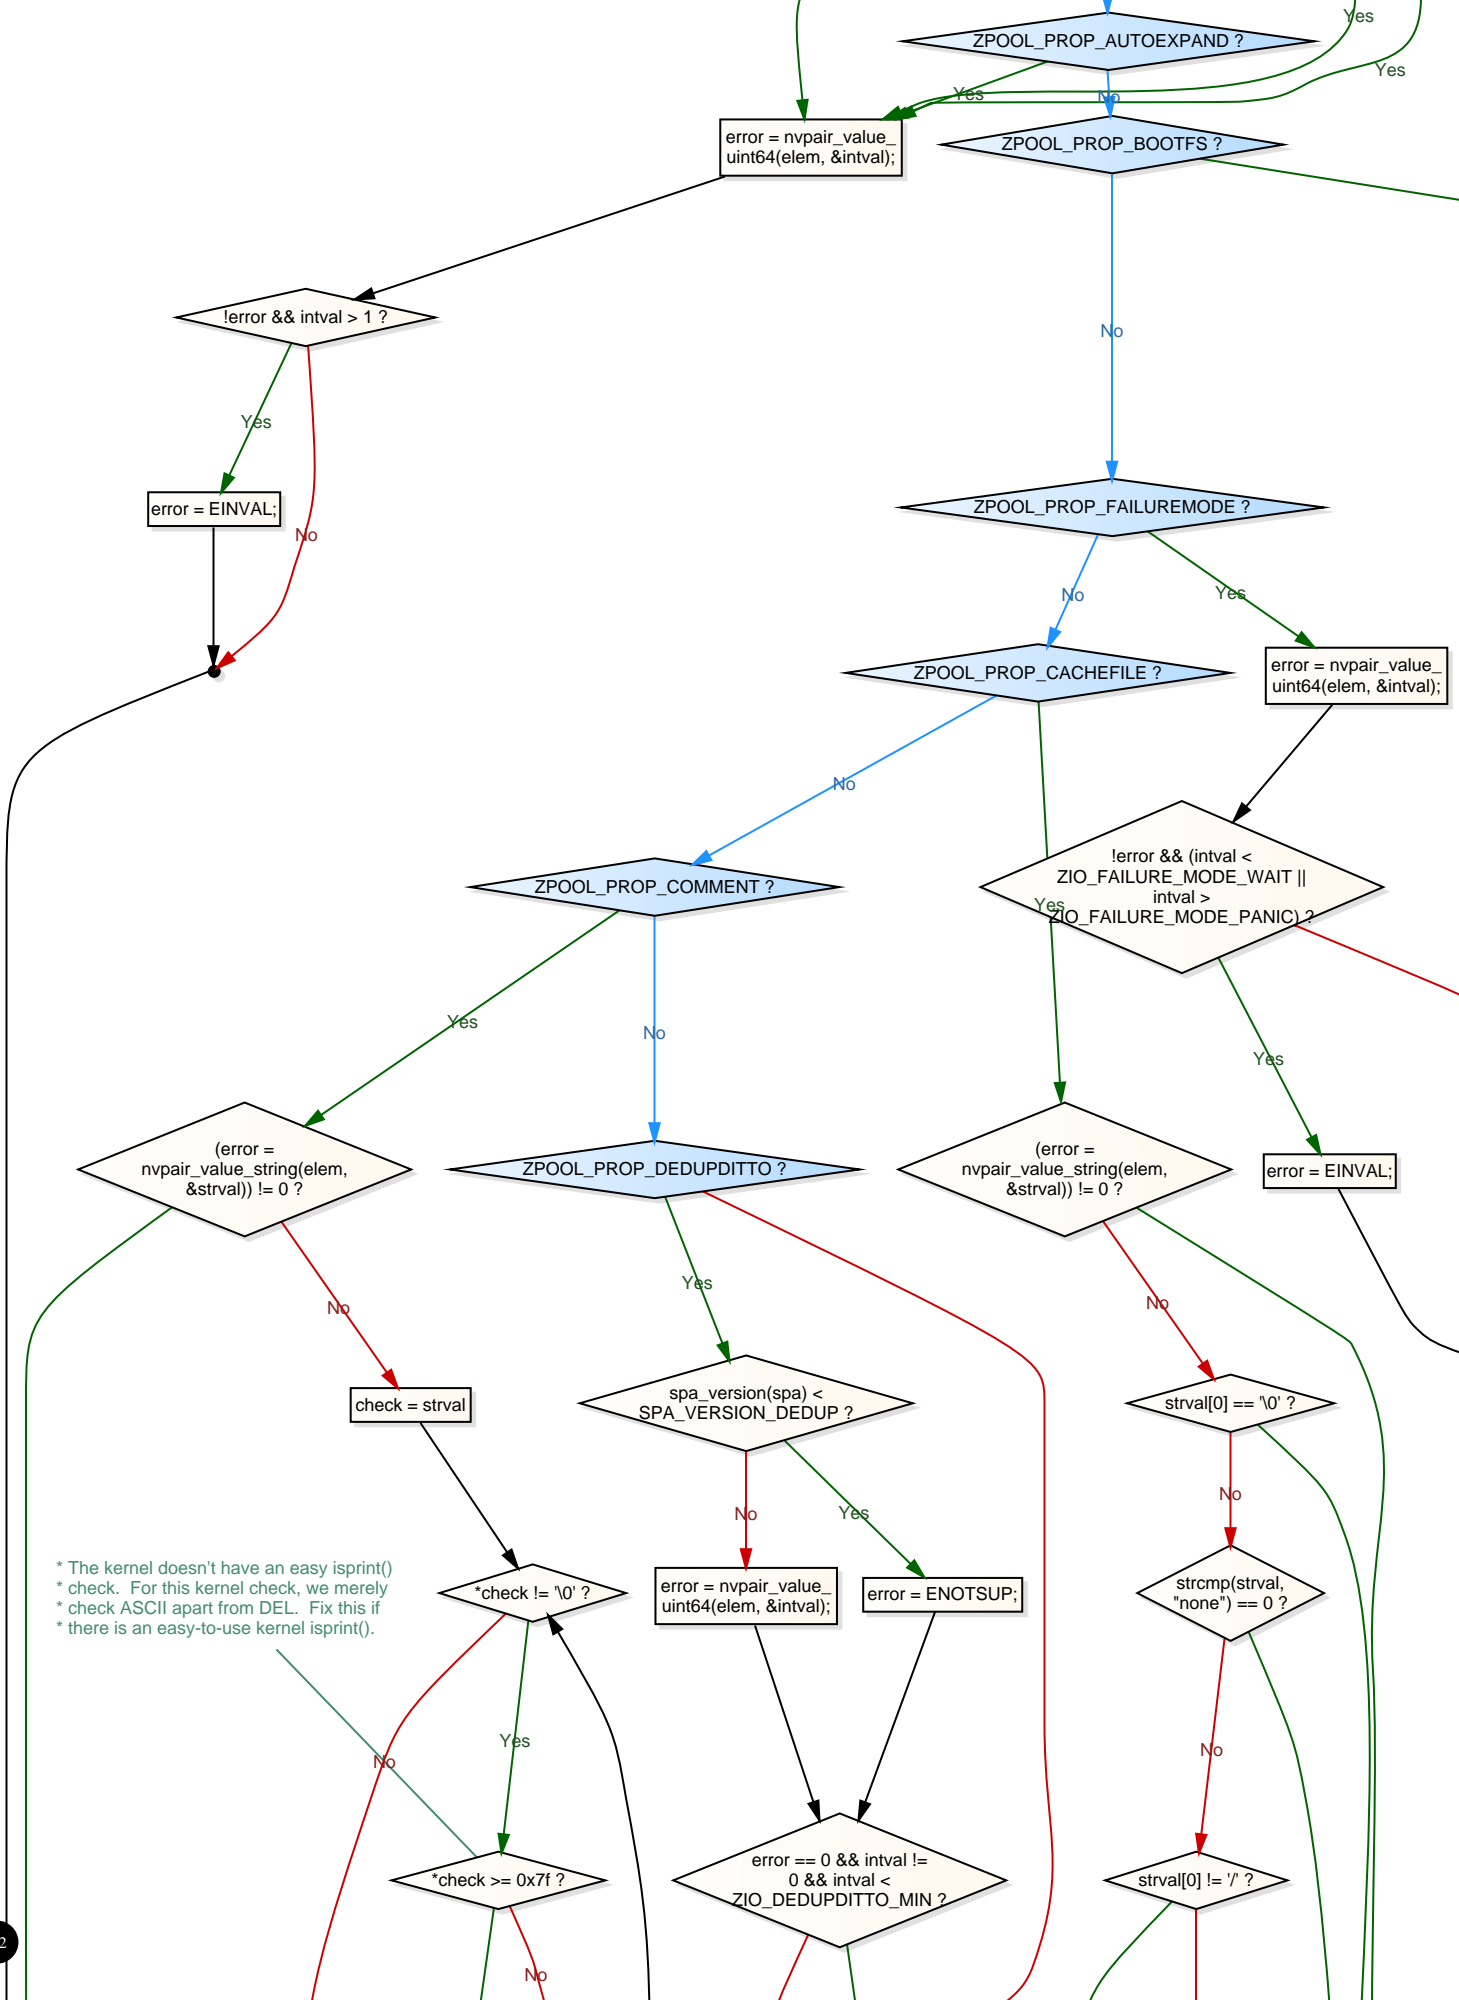 Yes
ZPOOL_PROP_AUTOEXPAND ?
Yes
Yes
No
error = nvpair_value_
uint64(elem, &intval);
ZPOOL_PROP_BOOTFS ?
!error && intval > 1 ?
No
Yes
error = EINVAL;
No
ZPOOL_PROP_FAILUREMODE ?
No
Yes
ZPOOL_PROP_CACHEFILE ?
error = nvpair_value_
uint64(elem, &intval);
No
ZPOOL_PROP_COMMENT ?
Yes
!error && (intval <
ZIO_FAILURE_MODE_WAIT ||
intval >
ZIO_FAILURE_MODE_PANIC) ?
Yes
No
Yes
(error =
nvpair_value_string(elem,
&strval)) != 0 ?
ZPOOL_PROP_DEDUPDITTO ?
(error =
nvpair_value_string(elem,
&strval)) != 0 ?
error = EINVAL;
No
Yes
No
check = strval
spa_version(spa) <
SPA_VERSION_DEDUP ?
strval[0] == '\0' ?
No
Yes
No
* The kernel doesn't have an easy isprint()
* check.  For this kernel check, we merely
* check ASCII apart from DEL.  Fix this if
* there is an easy-to-use kernel isprint().
*check != '\0' ?
error = nvpair_value_
uint64(elem, &intval);
error = ENOTSUP;
strcmp(strval,
"none") == 0 ?
No
Yes
No
*check >= 0x7f ?
error == 0 && intval !=
0 && intval <
ZIO_DEDUPDITTO_MIN ?
strval[0] != '/' ?
2
No